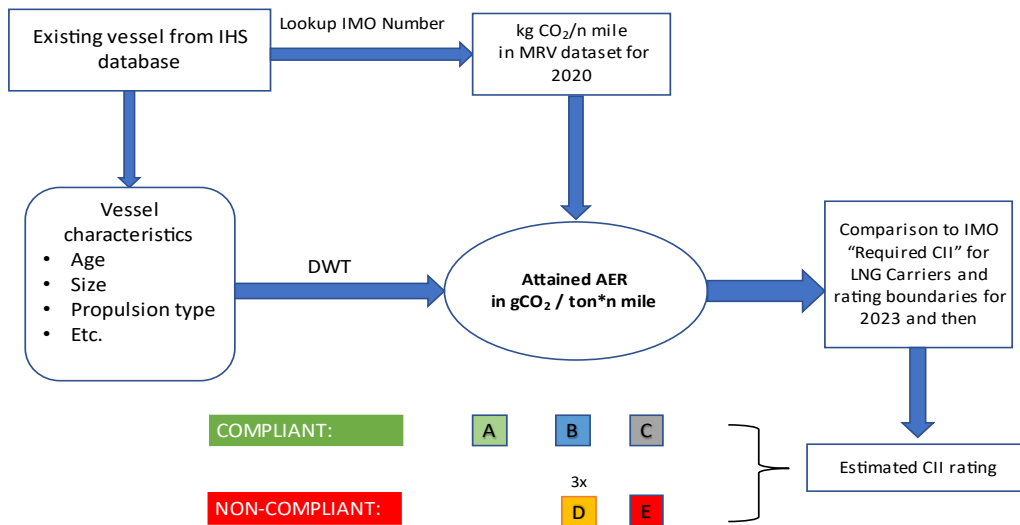 Existing vessel from IHS
database
Lookup IMO Number
kg CO₂/n mile
in MRV dataset for
2020
Vessel
characteristics
• Age
• Size
• Propulsion type
• Etc.
DWT
Attained AER
in gCO₂ / ton*n mile
Comparison to IMO
“Required CII” for
LNG Carriers and
rating boundaries for
2023 and then
COMPLIANT:
A
B
C
Estimated CII rating
3x
NON-COMPLIANT:
D
E